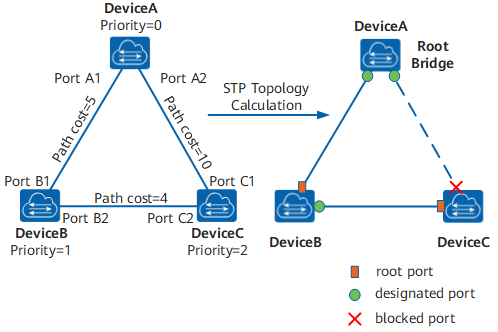 DeviceA
Priority=0
Port A1
Port A2
Path cost=5
Path cost=10
Port B1
Port C1
Path cost=4
Port B2
Port C2
DeviceB
Priority=1
DeviceC
Priority=2
STP Topology
Calculation
DeviceA
Root
Bridge
DeviceB
DeviceC
root port
designated port
blocked port